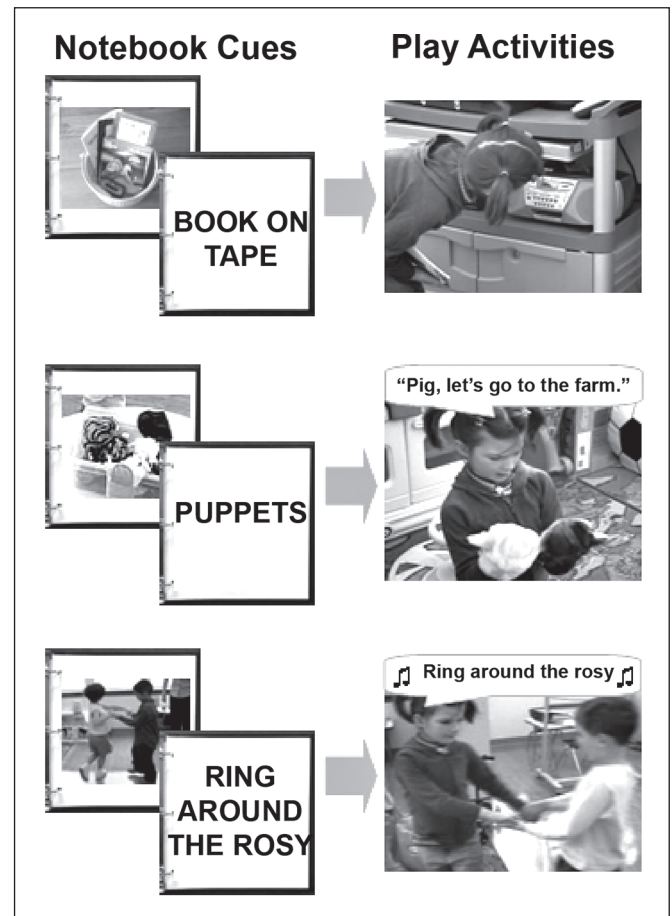 Notebook Cues
Play Activities
BOOK ON
TAPE
“Pig, let’s go to the farm.”
PUPPETS
♫ Ring around the rosy ♫
RING
AROUND
THE ROSY